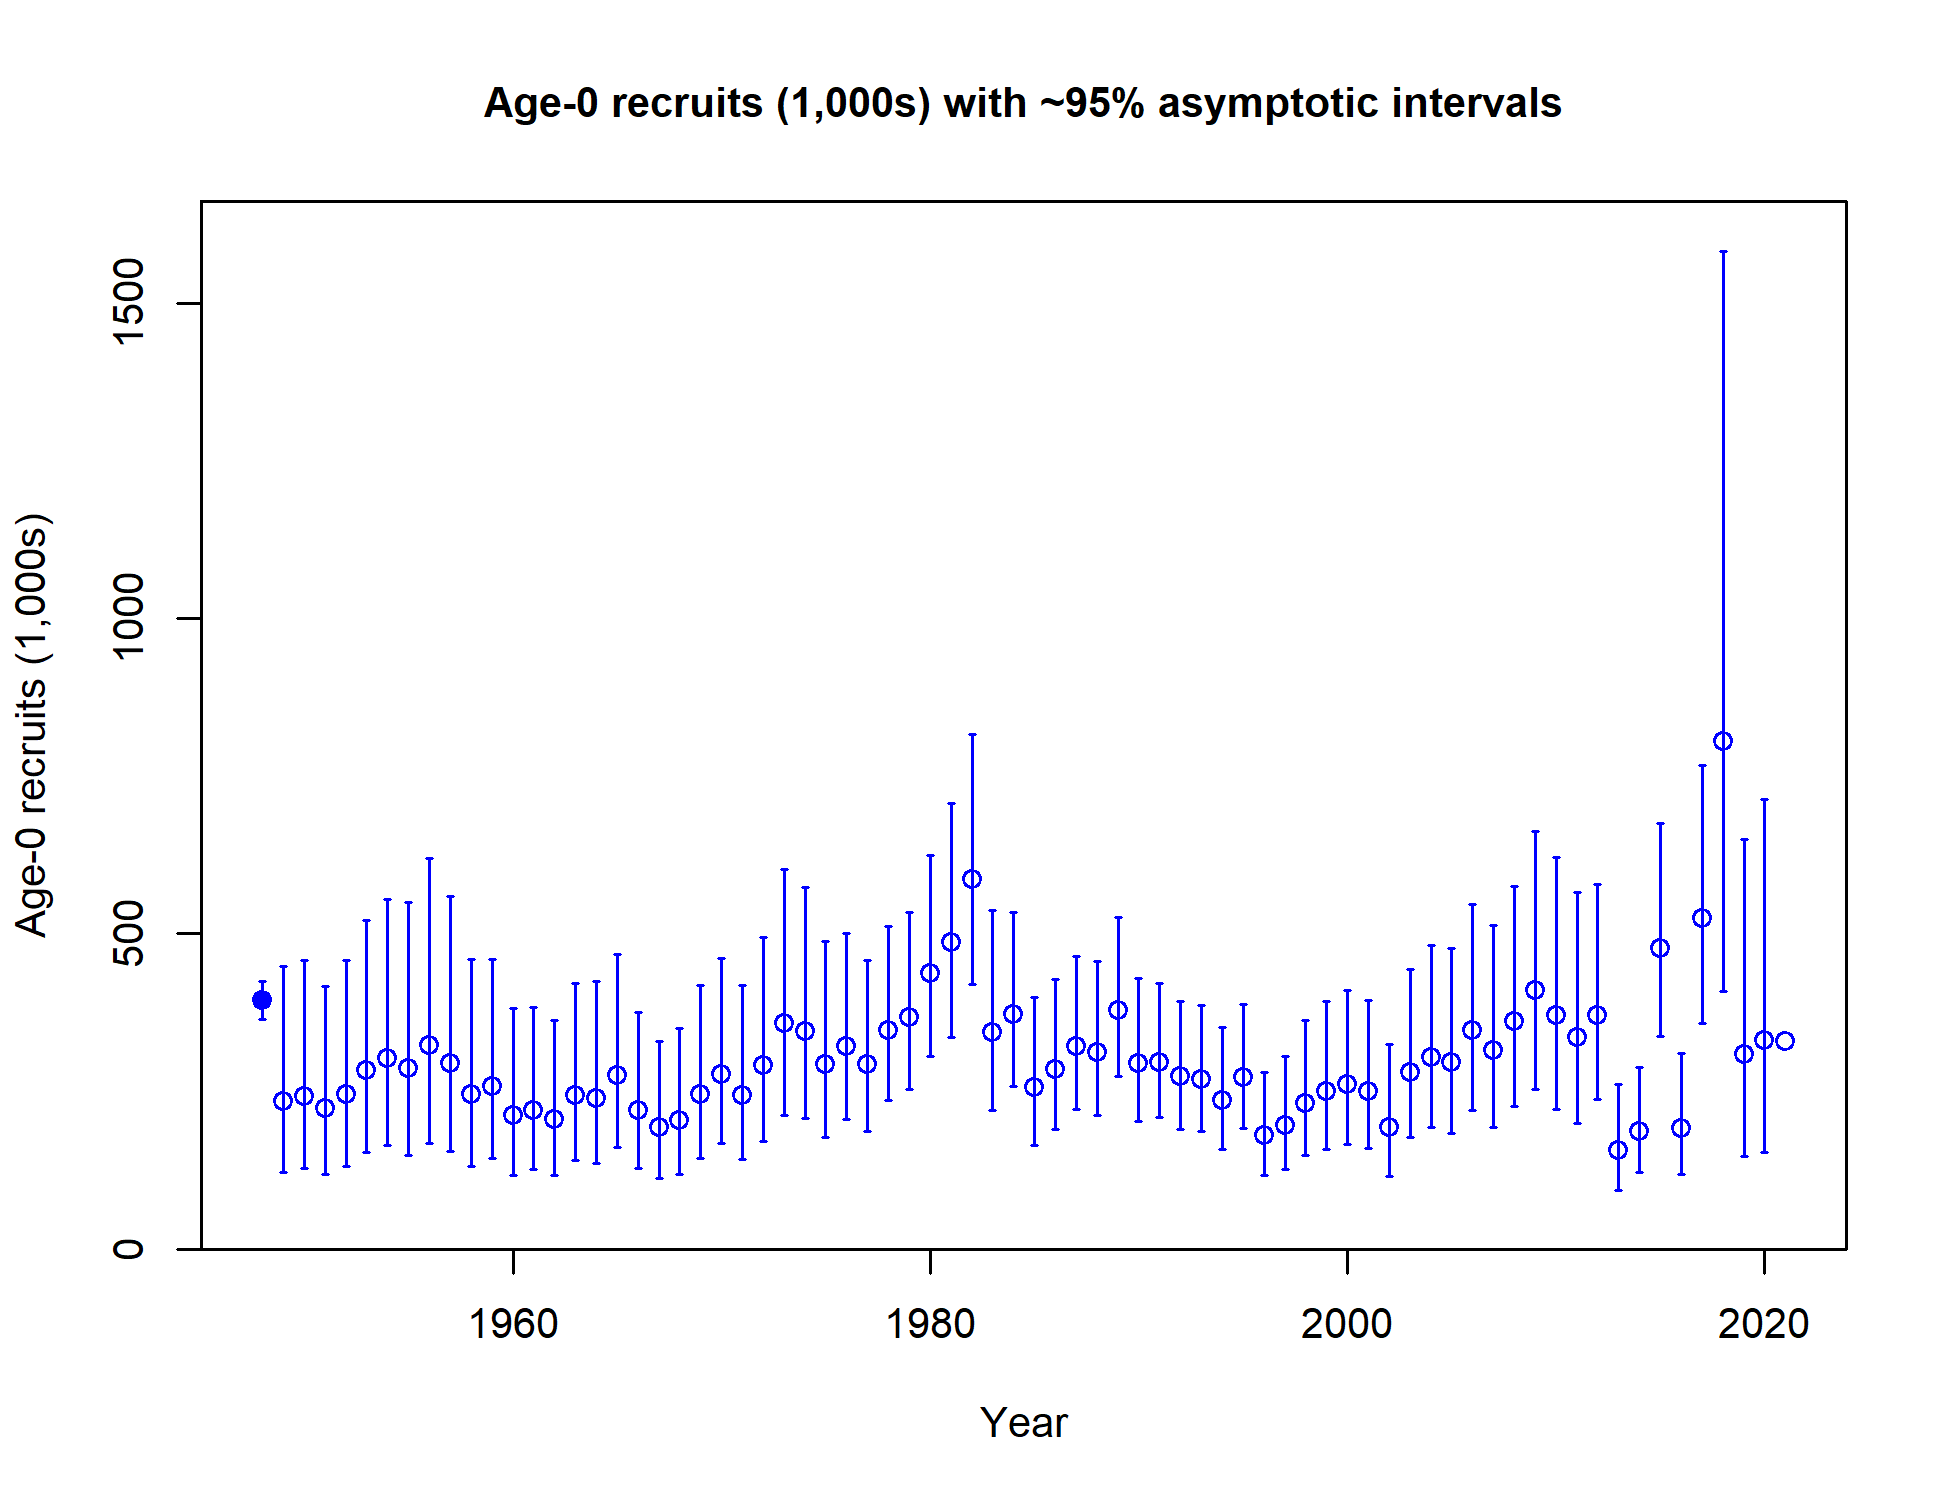 Age-0 recruits (1,000s) with ~95% asymptotic intervals
Age-0 recruits (1,000s)
1500
1000
500
0
1960 1980 2000 2020
Year